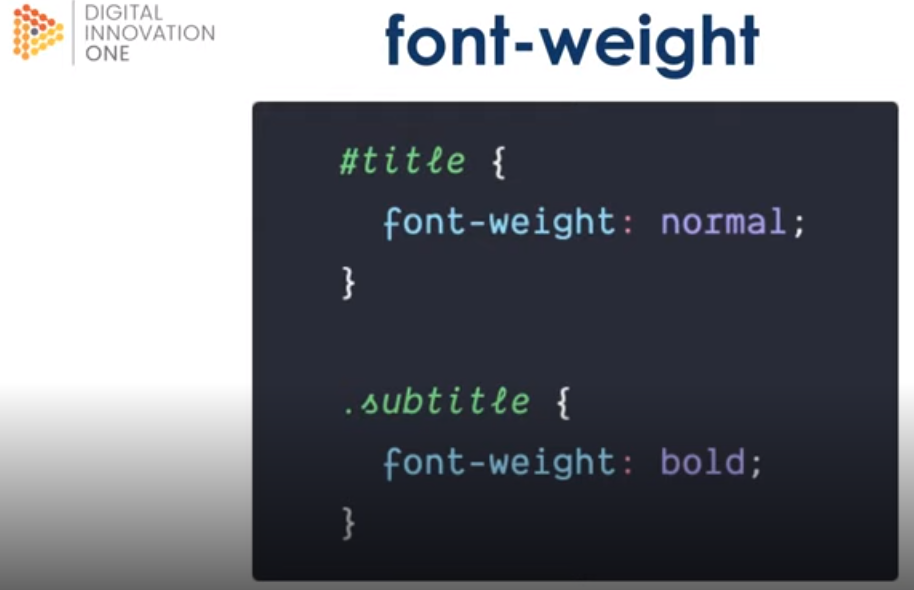 DIGITAL
INNOVATION
ONE
font-weight
#title {
font-weight: normal;
}
.subtitle {
font-weight: bold;
}